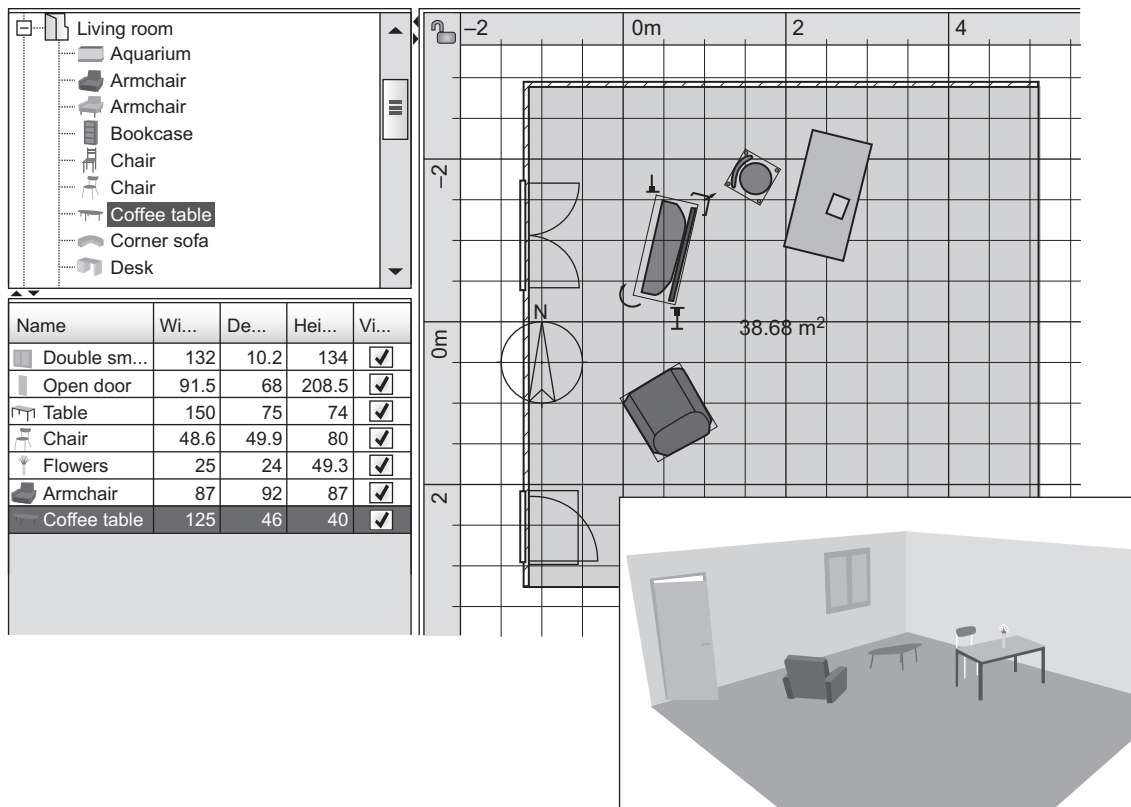 Living room
Aquarium
Armchair
Armchair
Bookcase
Chair
Chair
Coffee table
Corner sofa
Desk
Name Wi... De... Hei... Vi...
Double sm... 132 10.2 134
Open door 91.5 68 208.5
Table 150 75 74
Chair 48.6 49.9 80
Flowers 25 24 49.3
Armchair 87 92 87
Coffee table 125 46 40
–2 0m 2 4
–2
0m
2
N
38.68 m²